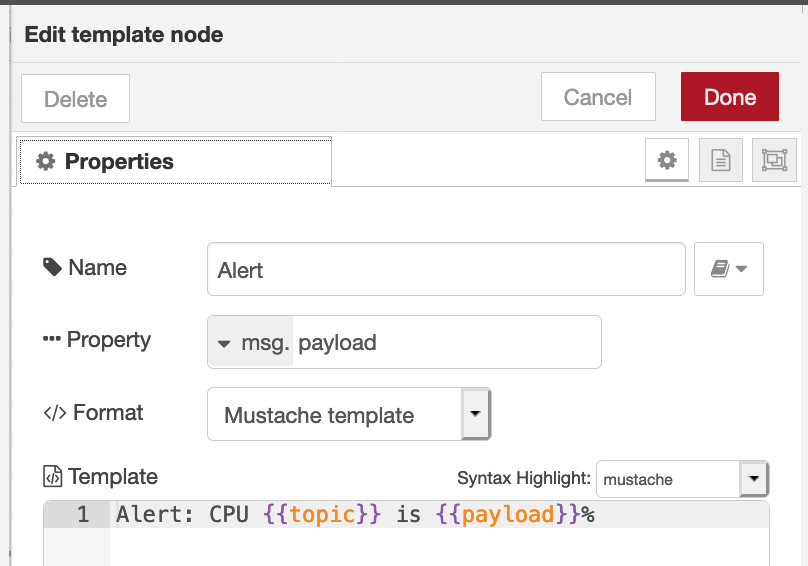 Edit template node
Delete
Cancel
Done
Properties
Name
Alert
Property
msg. payload
Format
Mustache template
Template
Syntax Highlight: mustache
1 Alert: CPU {{topic}} is {{payload}}%